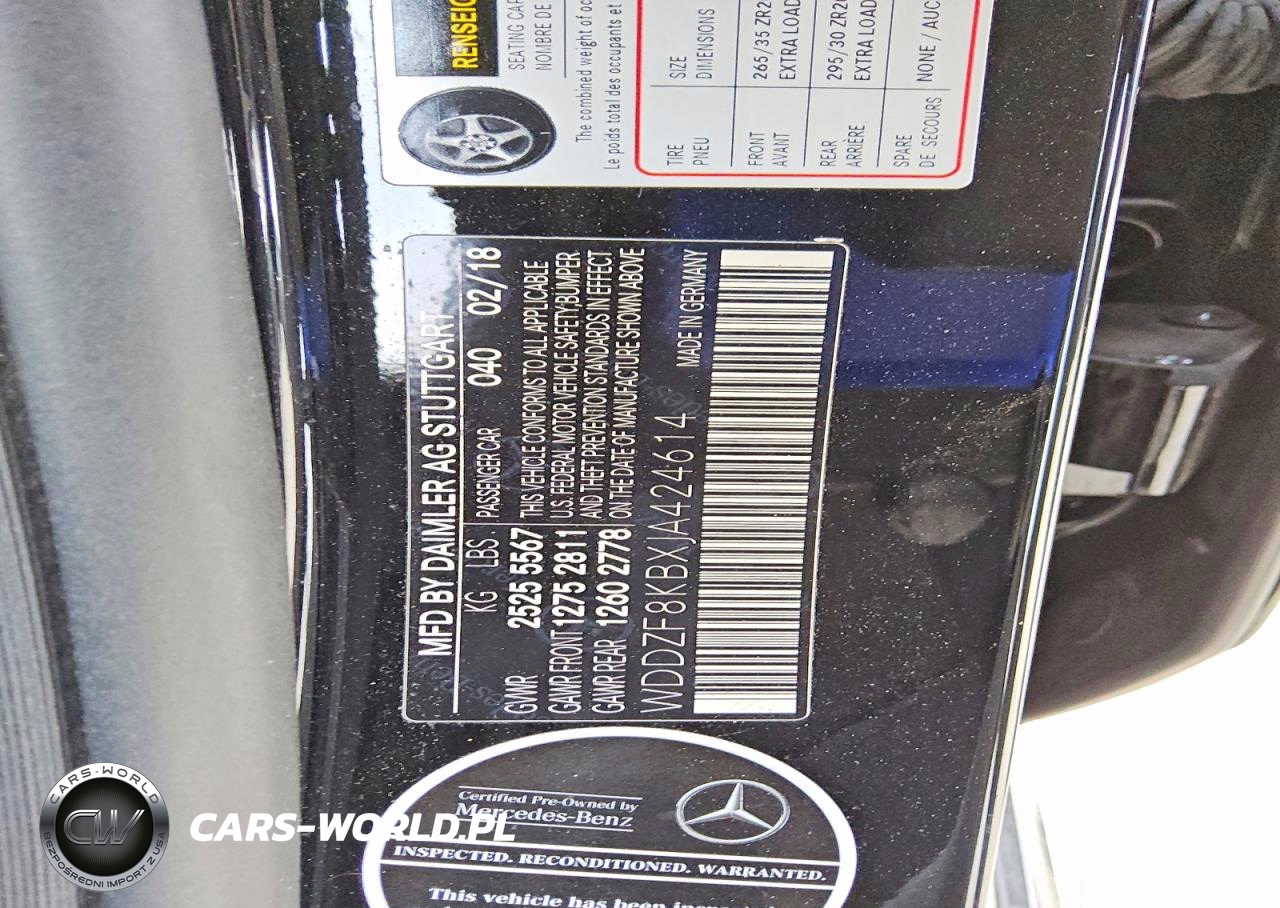 MFD BY DAIMLER AG STUTTGART
KG LBS
GVWR 2525 5567
GAWR FRONT 1275 2811
GAWR REAR 1260 2778
PASSENGER CAR 040 02/18
THIS VEHICLE CONFORMS TO ALL APPLICABLE
U.S. FEDERAL MOTOR VEHICLE SAFETY,BUMPER
AND THEFT PREVENTION STANDARDS IN EFFECT
ON THE DATE OF MANUFACTURE SHOWN ABOVE
WDDZF8KBXJA424614
MADE IN GERMANY
RENSEIG
SEATING CAP
NOMBRE DE
The combined weight of oc
Le poids total des occupants et
TIRE SIZE
PNEU DIMENSIONS
FRONT 265/35 ZR20
AVANT EXTRA LOAD
REAR 295/30 ZR20
ARRIÈRE EXTRA LOAD
SPARE NONE / AUC
DE SECOURS
Certified Pre-Owned by
Mercedes-Benz
INSPECTED. RECONDITIONED. WARRANTED.
This vehicle has been
CARS-WORLD
CW
BEZPOŚREDNI IMPORT Z USA
CARS-WORLD.PL